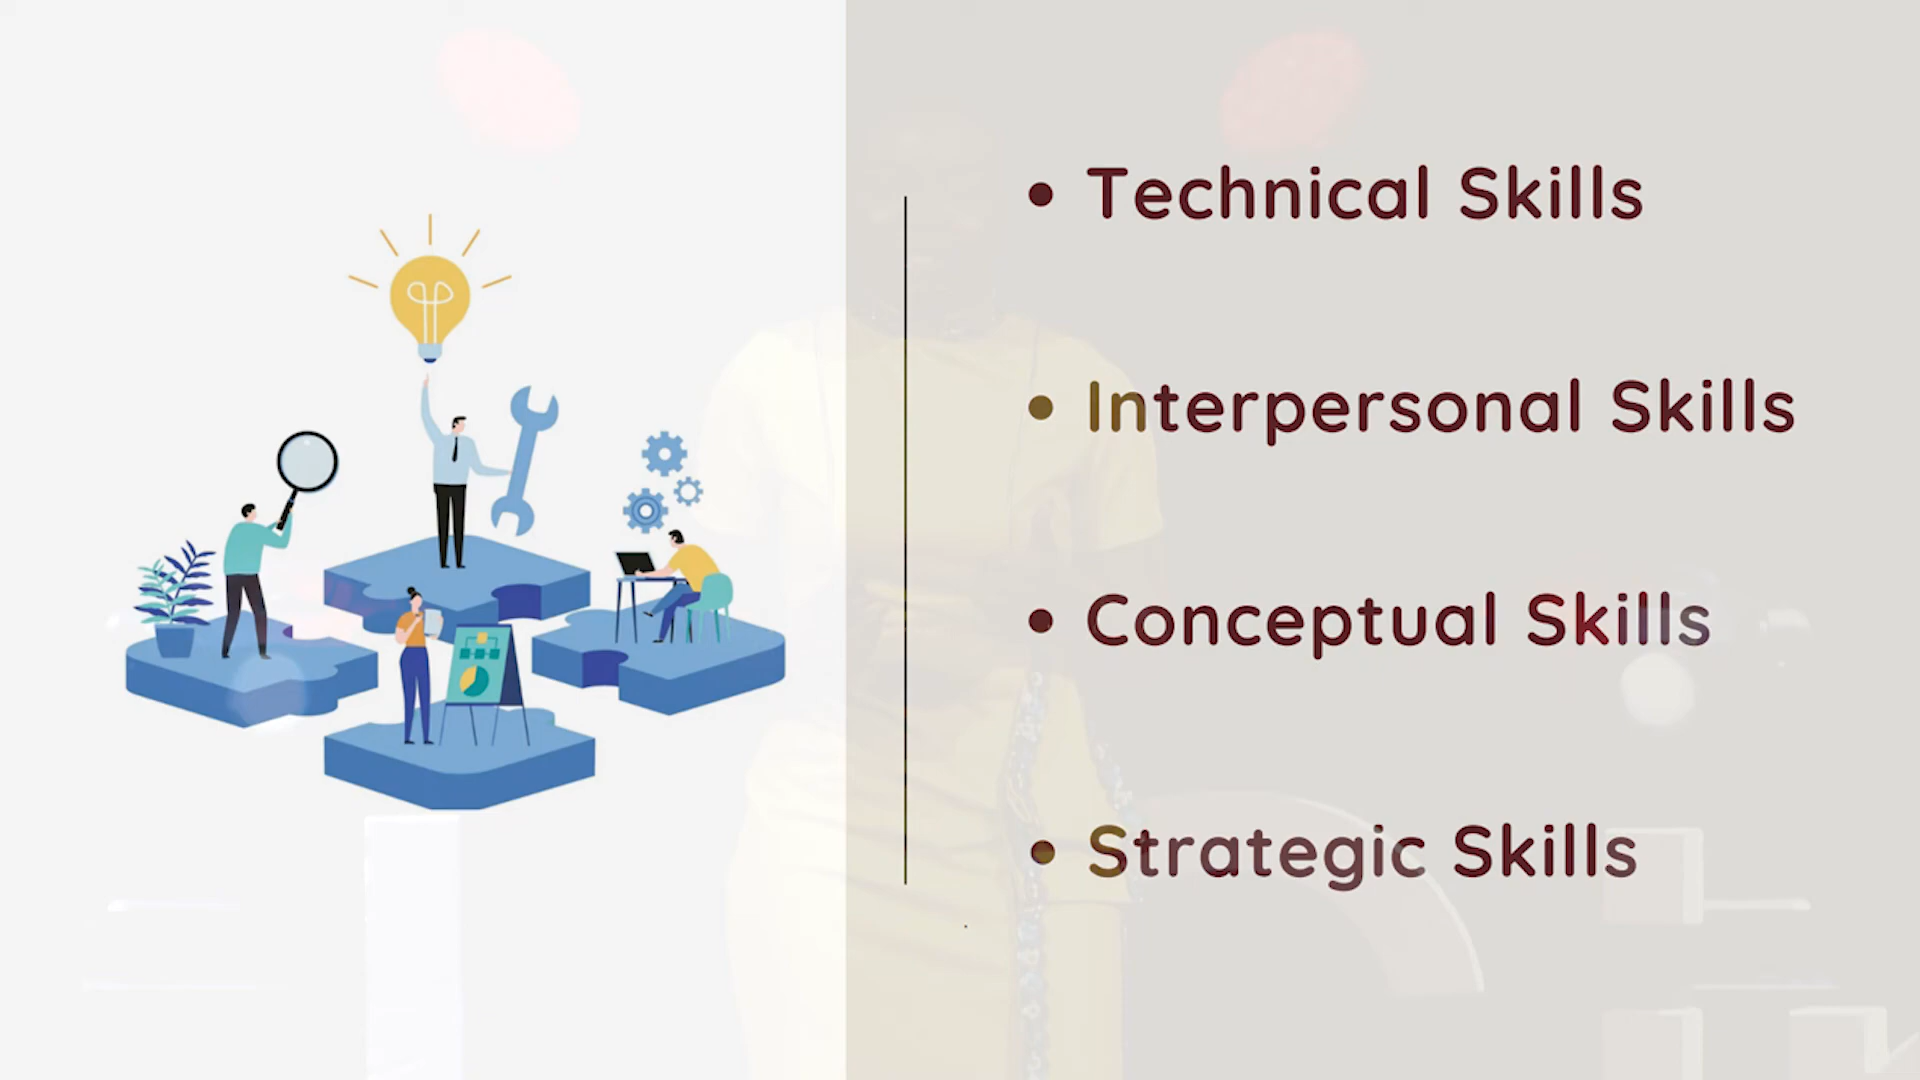 • Technical Skills
• Interpersonal Skills
• Conceptual Skills
• Strategic Skills